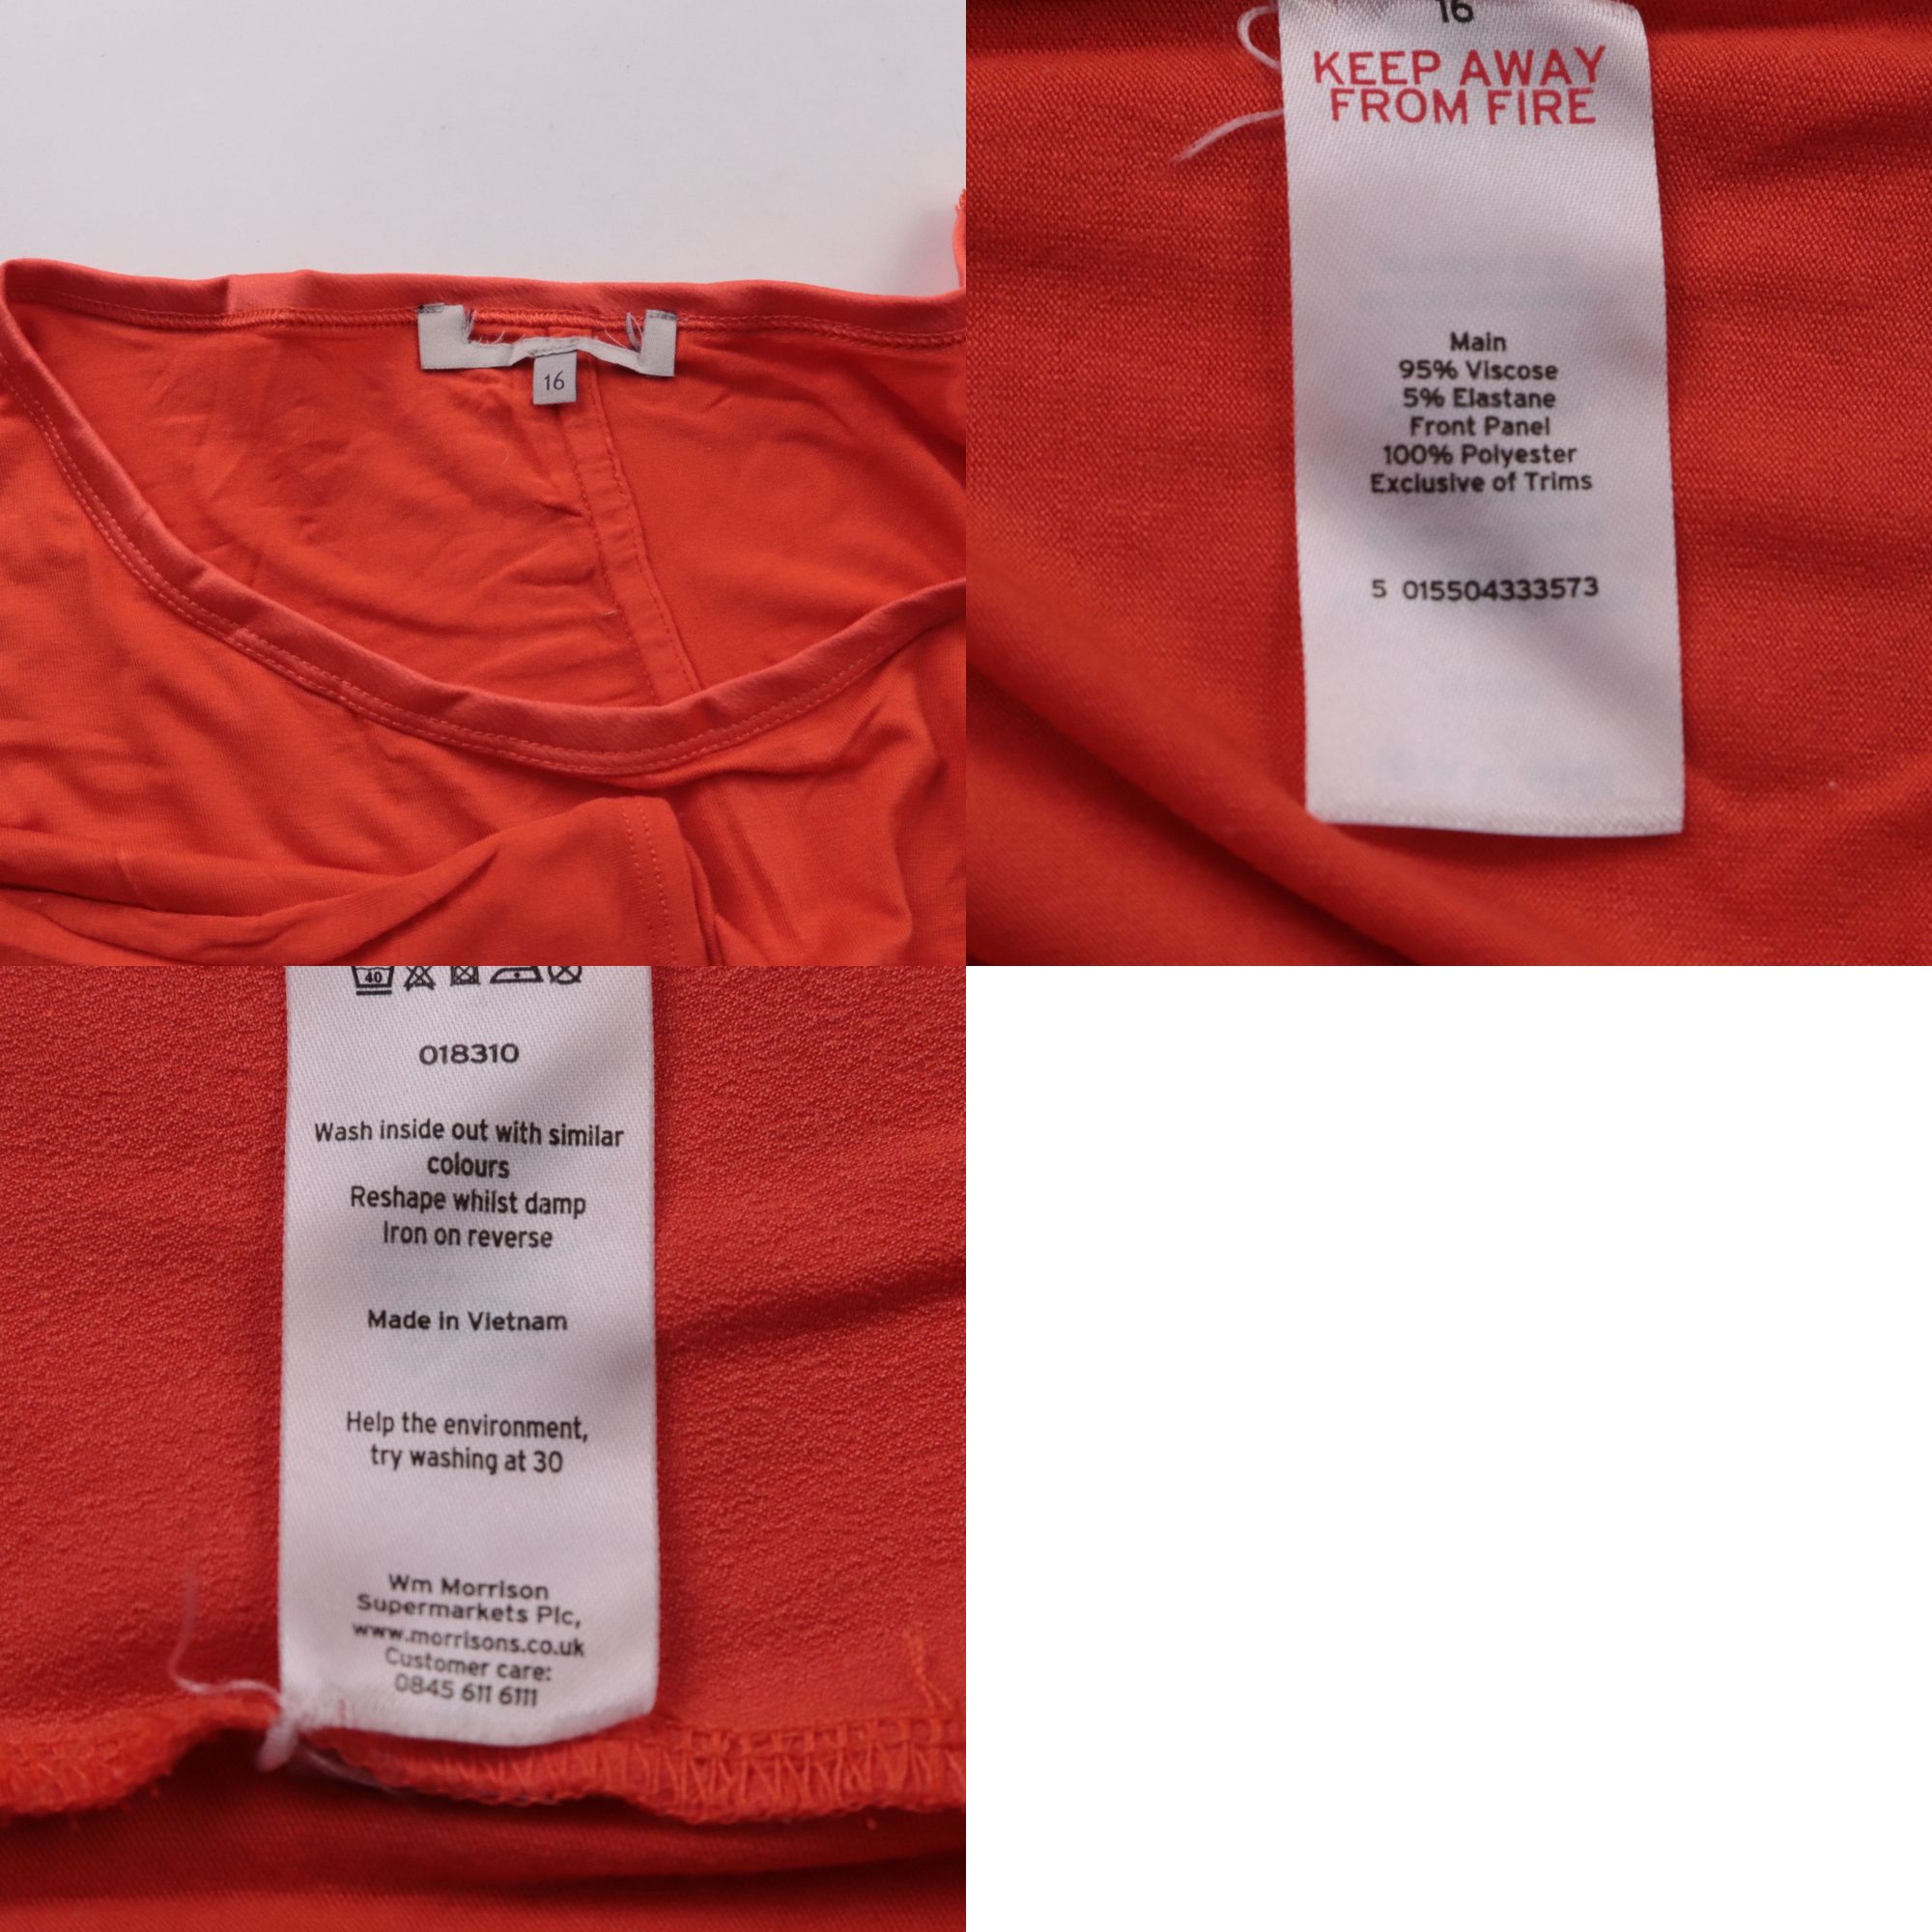 16
16
KEEP AWAY
FROM FIRE
Main
95% Viscose
5% Elastane
Front Panel
100% Polyester
Exclusive of Trims
5 015504333573
40
018310
Wash inside out with similar
colours
Reshape whilst damp
Iron on reverse
Made in Vietnam
Help the environment,
try washing at 30
Wm Morrison
Supermarkets Plc,
www.morrisons.co.uk
Customer care:
0845 611 6111